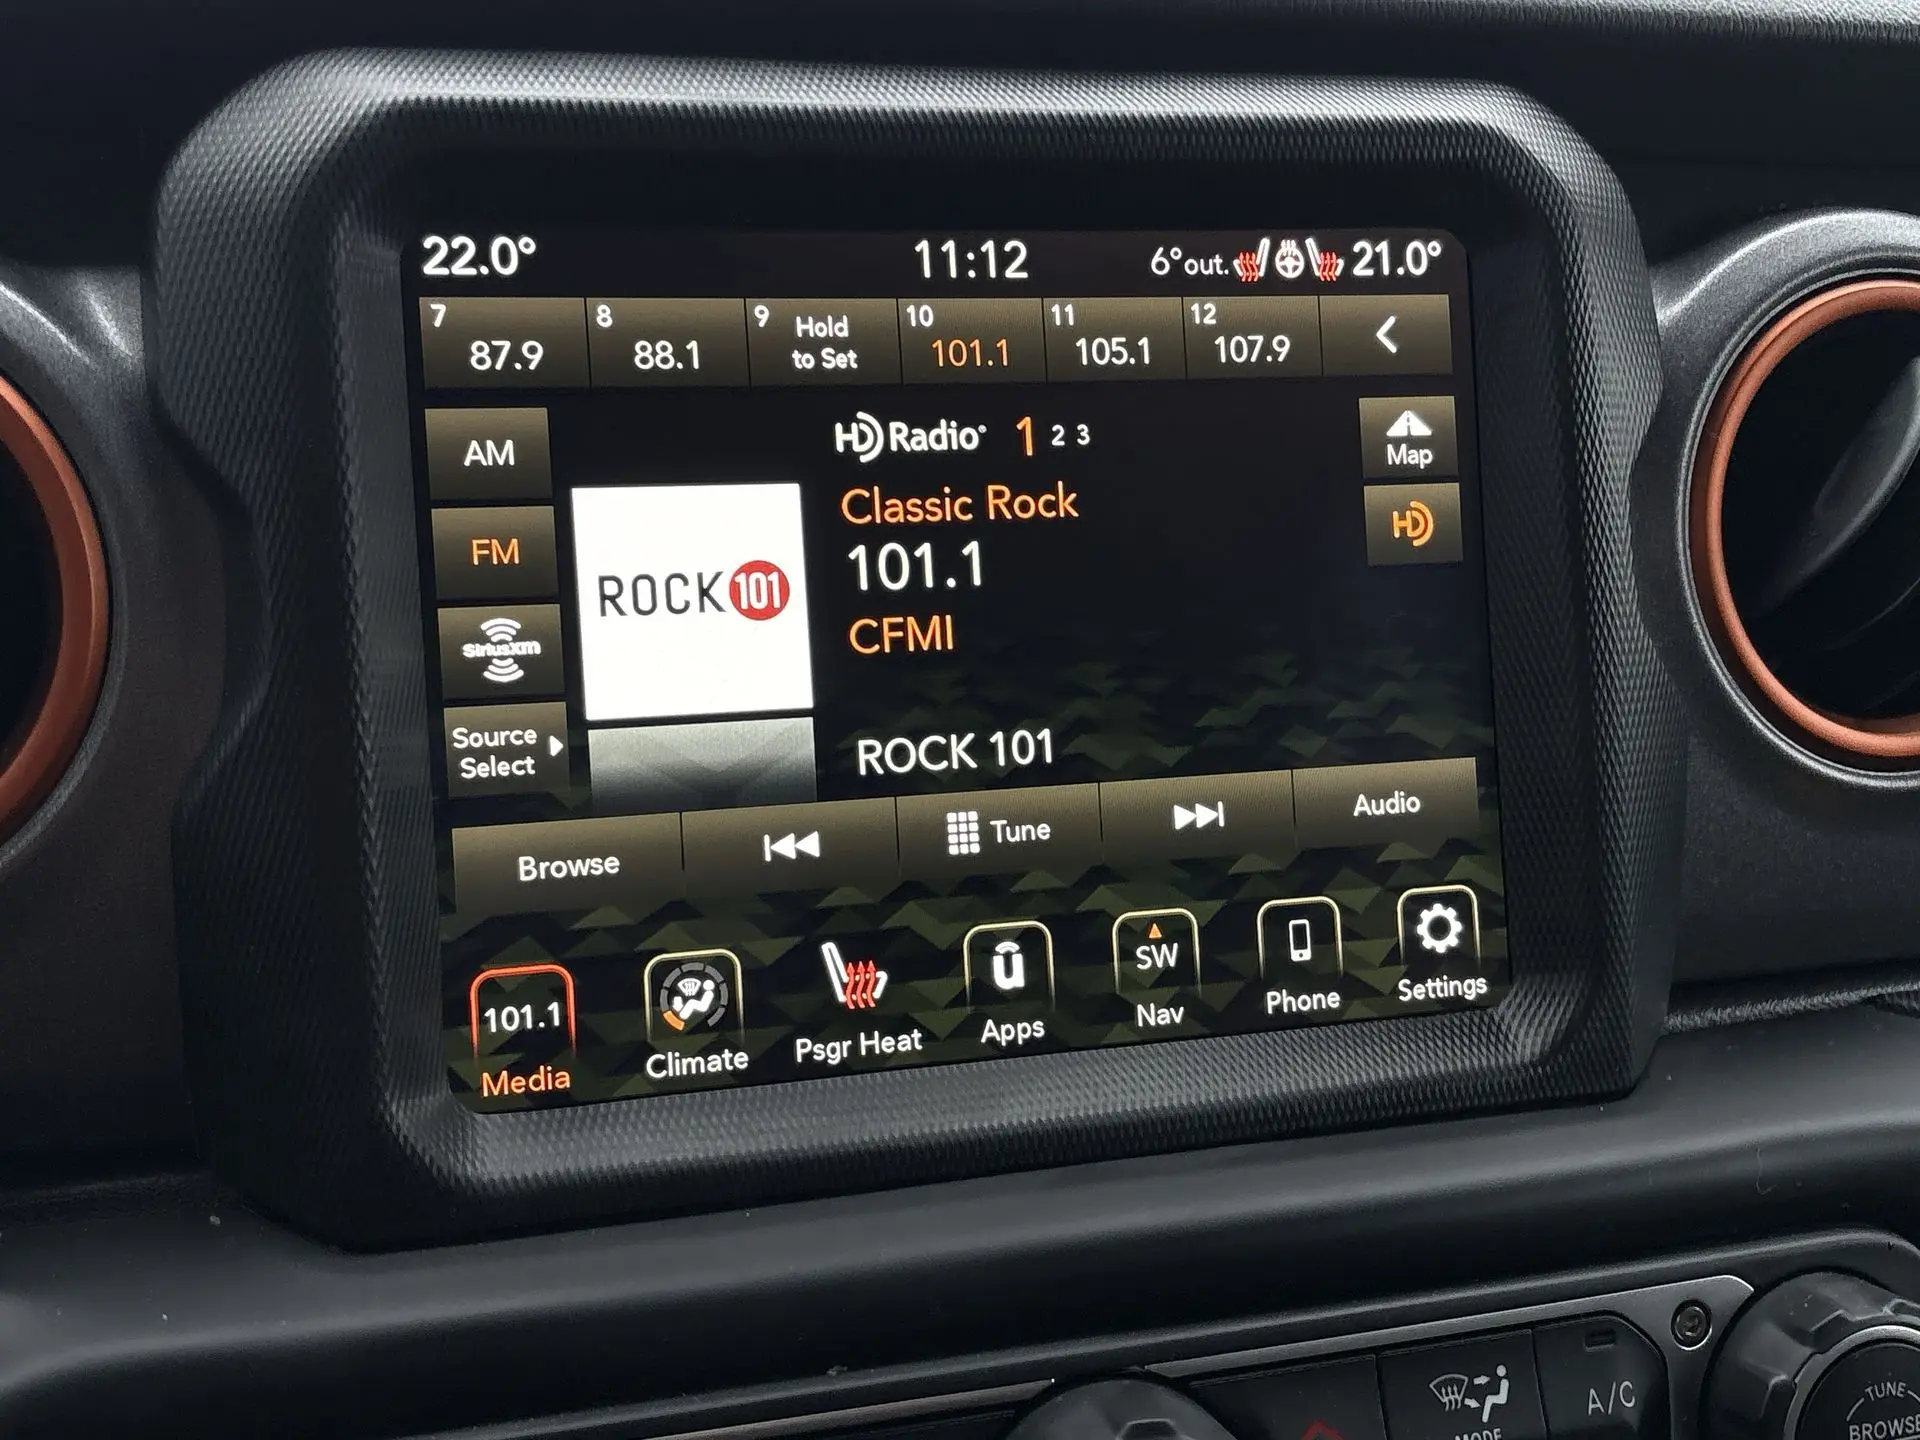 22.0°
11:12
6°out.
21.0°
7
87.9
8
88.1
9
Hold
to Set
10
101.1
11
105.1
12
107.9
AM
FM
SiriusXM
Source
Select
ROCK 101
HD Radio®
1 2 3
Classic Rock
101.1
CFMI
ROCK 101
Map
HD
Browse
Tune
Audio
101.1
Media
Climate
Psgr Heat
u
Apps
SW
Nav
Phone
Settings
MODE
A/C
TUNE
BROWSE